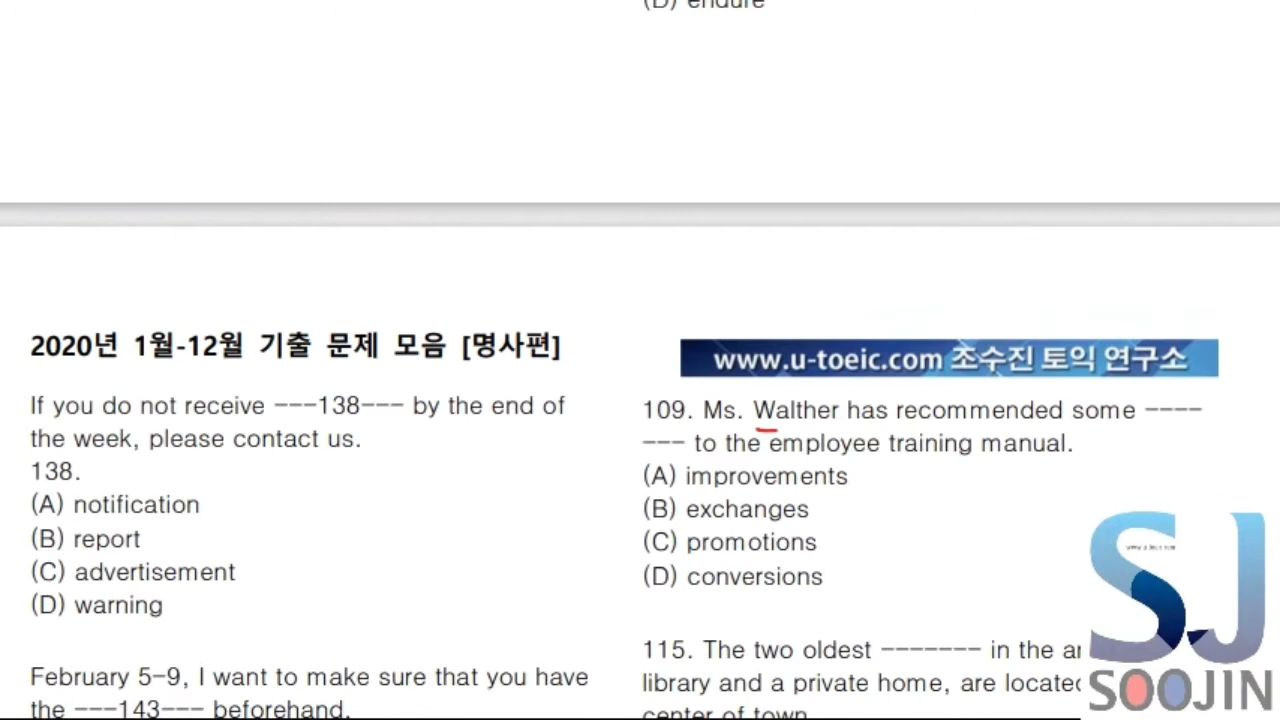 (D) endure
2020년 1월-12월 기출 문제 모음 [명사편]
If you do not receive ---138--- by the end of
the week, please contact us.
138.
(A) notification
(B) report
(C) advertisement
(D) warning
February 5-9, I want to make sure that you have
the ---143--- beforehand.
www.u-toeic.com 조수진 토익 연구소
109. Ms. Walther has recommended some ----
--- to the employee training manual.
(A) improvements
(B) exchanges
(C) promotions
(D) conversions
115. The two oldest ------- in the
library and a private home, are
center of town
SJ
SOOJIN